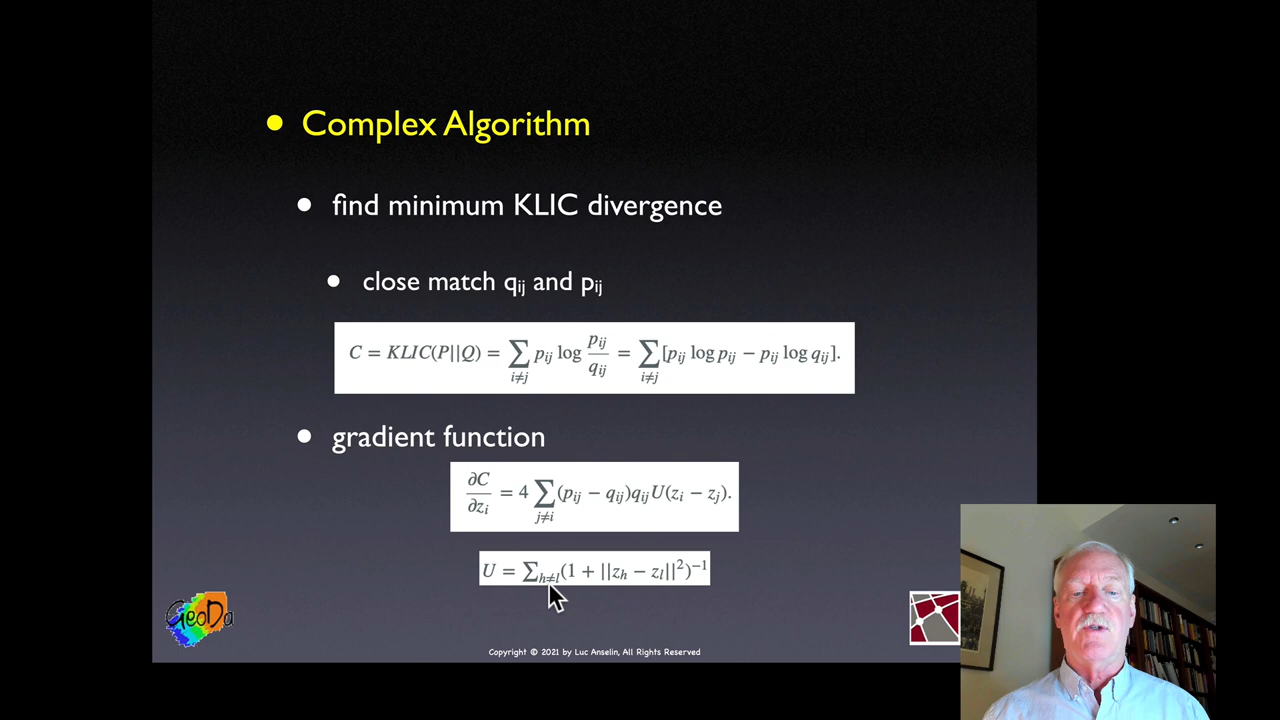 Complex Algorithm
find minimum KLIC divergence
close match qij and pij
C = KLIC(P||Q) = ∑i≠j pij log pij/qij = ∑i≠j [pij log pij − pij log qij].
gradient function
∂C/∂zi = 4 ∑j≠i (pij − qij)qij U(zi − zj).
U = ∑h≠l(1 + ||zh − zl||²)⁻¹
GeoDa
Copyright © 2021 by Luc Anselin, All Rights Reserved